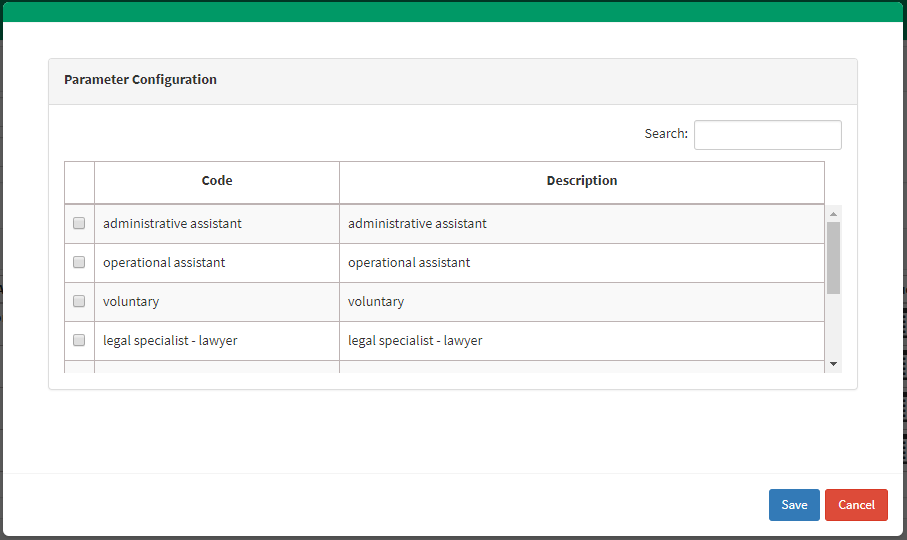 Parameter Configuration
Search:
Code Description
administrative assistant administrative assistant
operational assistant operational assistant
voluntary voluntary
legal specialist - lawyer legal specialist - lawyer
Save Cancel